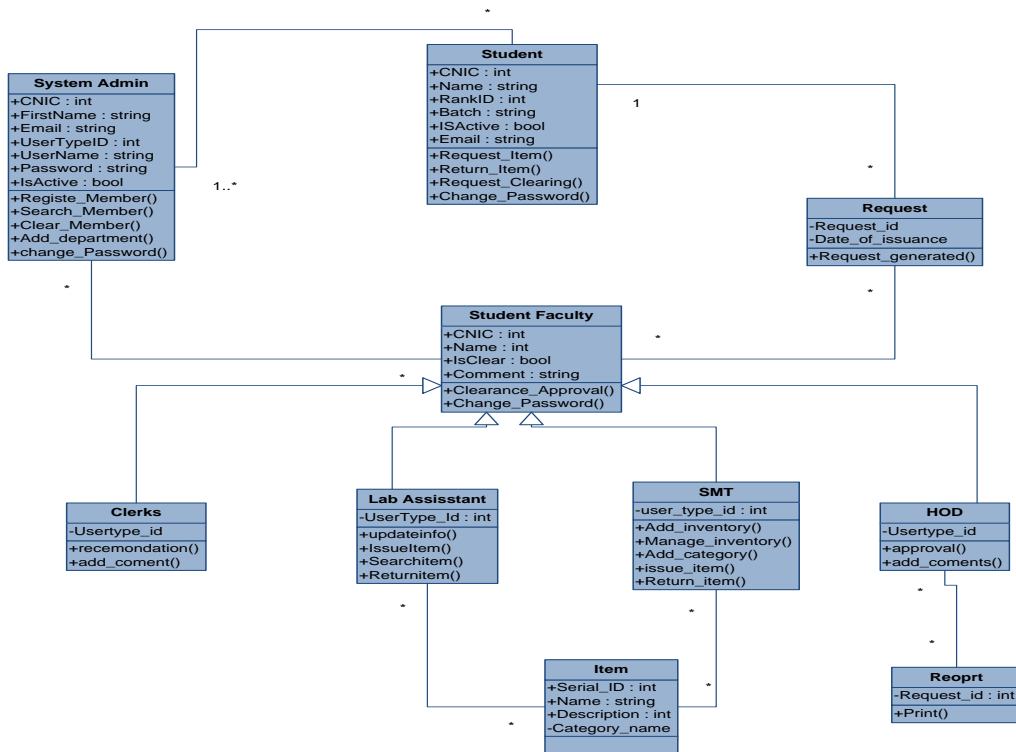 *
Student
+CNIC : int
+Name : string
+RankID : int
+Batch : string
+ISActive : bool
+Email : string
+Request_Item()
+Return_Item()
+Request_Clearing()
+Change_Password()
System Admin
+CNIC : int
+FirstName : string
+Email : string
+UserTypeID : int
+UserName : string
+Password : string
+IsActive : bool
+Registe_Member()
+Search_Member()
+Clear_Member()
+Add_department()
+change_Password()
1..*
1
*
Request
-Request_id
-Date_of_issuance
+Request_generated()
*
*
Student Faculty
+CNIC : int
+Name : int
+IsClear : bool
+Comment : string
+Clearance_Approval()
+Change_Password()
*
*
Clerks
-Usertype_id
+recemondation()
+add_coment()
Lab Assisstant
-UserType_Id : int
+updateinfo()
+IssueItem()
+Searchitem()
+Returnitem()
SMT
-user_type_id : int
+Add_inventory()
+Manage_inventory()
+Add_category()
+issue_item()
+Return_item()
HOD
-Usertype_id
+approval()
+add_coments()
*
*
*
*
Item
+Serial_ID : int
+Name : string
+Description : int
-Category_name
*
*
Reoprt
-Request_id : int
+Print()